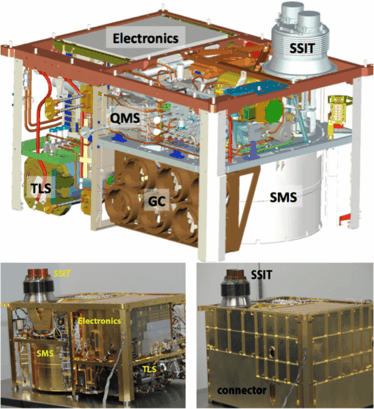 Electronics
SSIT
QMS
TLS
GC
SMS
SSIT
Electronics
SMS
TLS
SSIT
connector